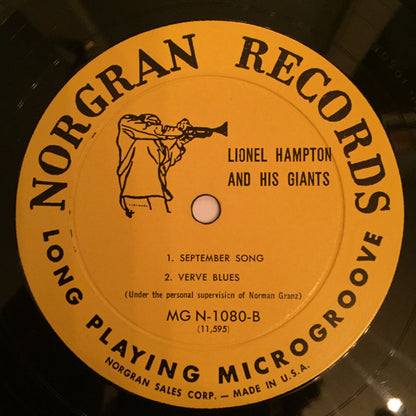 NORGRAN RECORDS
LIONEL HAMPTON
AND HIS GIANTS
1. SEPTEMBER SONG
2. VERVE BLUES
(Under the personal supervision of Norman Granz)
MG N-1080-B
(11,595)
LONG PLAYING MICROGROOVE
NORGRAN SALES CORP. — MADE IN U.S.A.